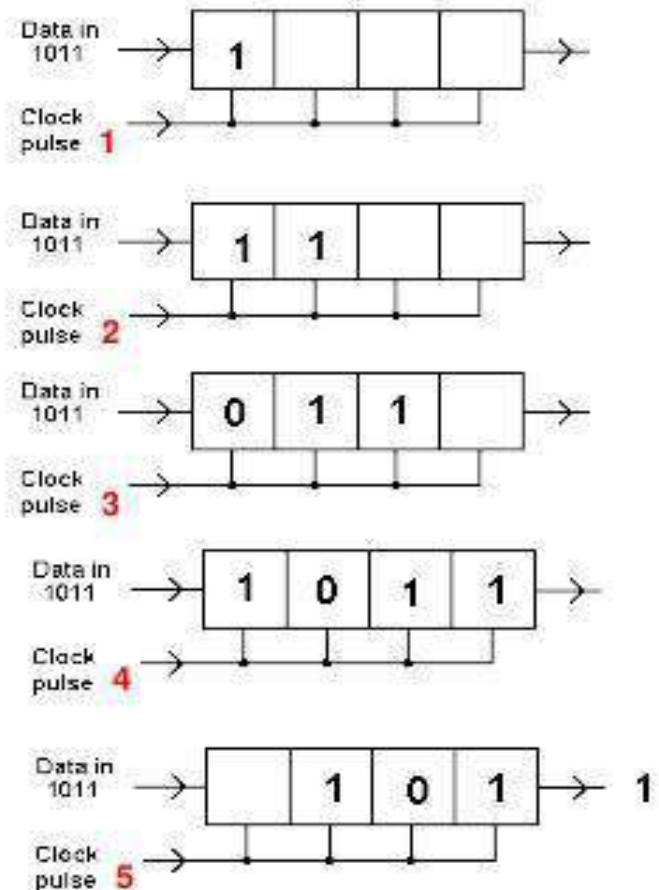 Data in
1011
1
Clock
pulse 1
Data in
1011
1 1
Clock
pulse 2
Data in
1011
0 1 1
Clock
pulse 3
Data in
1011
1 0 1 1
Clock
pulse 4
Data in
1011
1 0 1 1
Clock
pulse 5